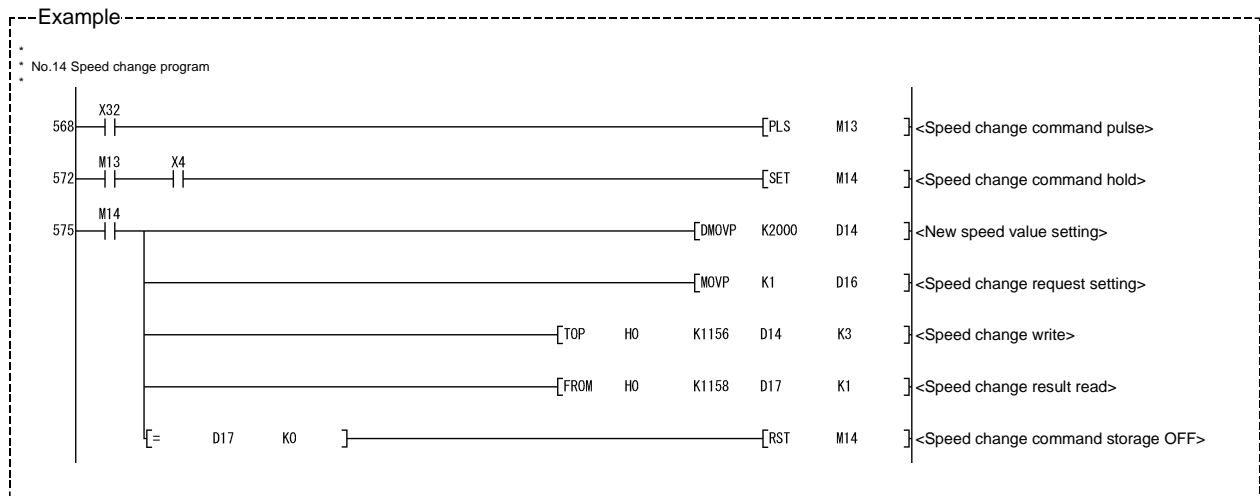 Example
*
* No.14 Speed change program
*
X32
568 [PLS M13 ] <Speed change command pulse>
M13 X4
572 [SET M14 ] <Speed change command hold>
M14
575 [DMOVP K2000 D14 ] <New speed value setting>
[MOVP K1 D16 ] <Speed change request setting>
[TOP H0 K1156 D14 K3 ] <Speed change write>
[FROM H0 K1158 D17 K1 ] <Speed change result read>
[= D17 K0 ] [RST M14 ] <Speed change command storage OFF>